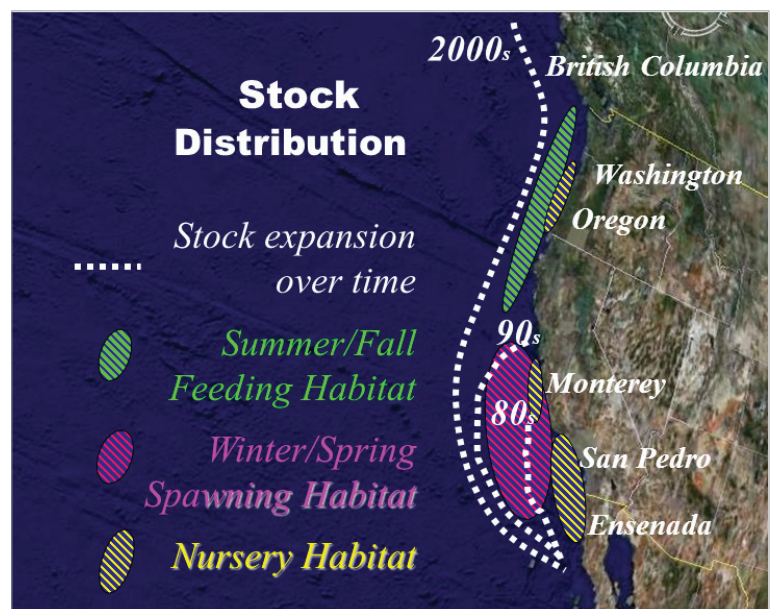 2000s
British Columbia
Stock
Distribution
Washington
Oregon
Stock expansion
over time
90s
Summer/Fall
Feeding Habitat
Monterey
80s
Winter/Spring
Spawning Habitat
San Pedro
Ensenada
Nursery Habitat